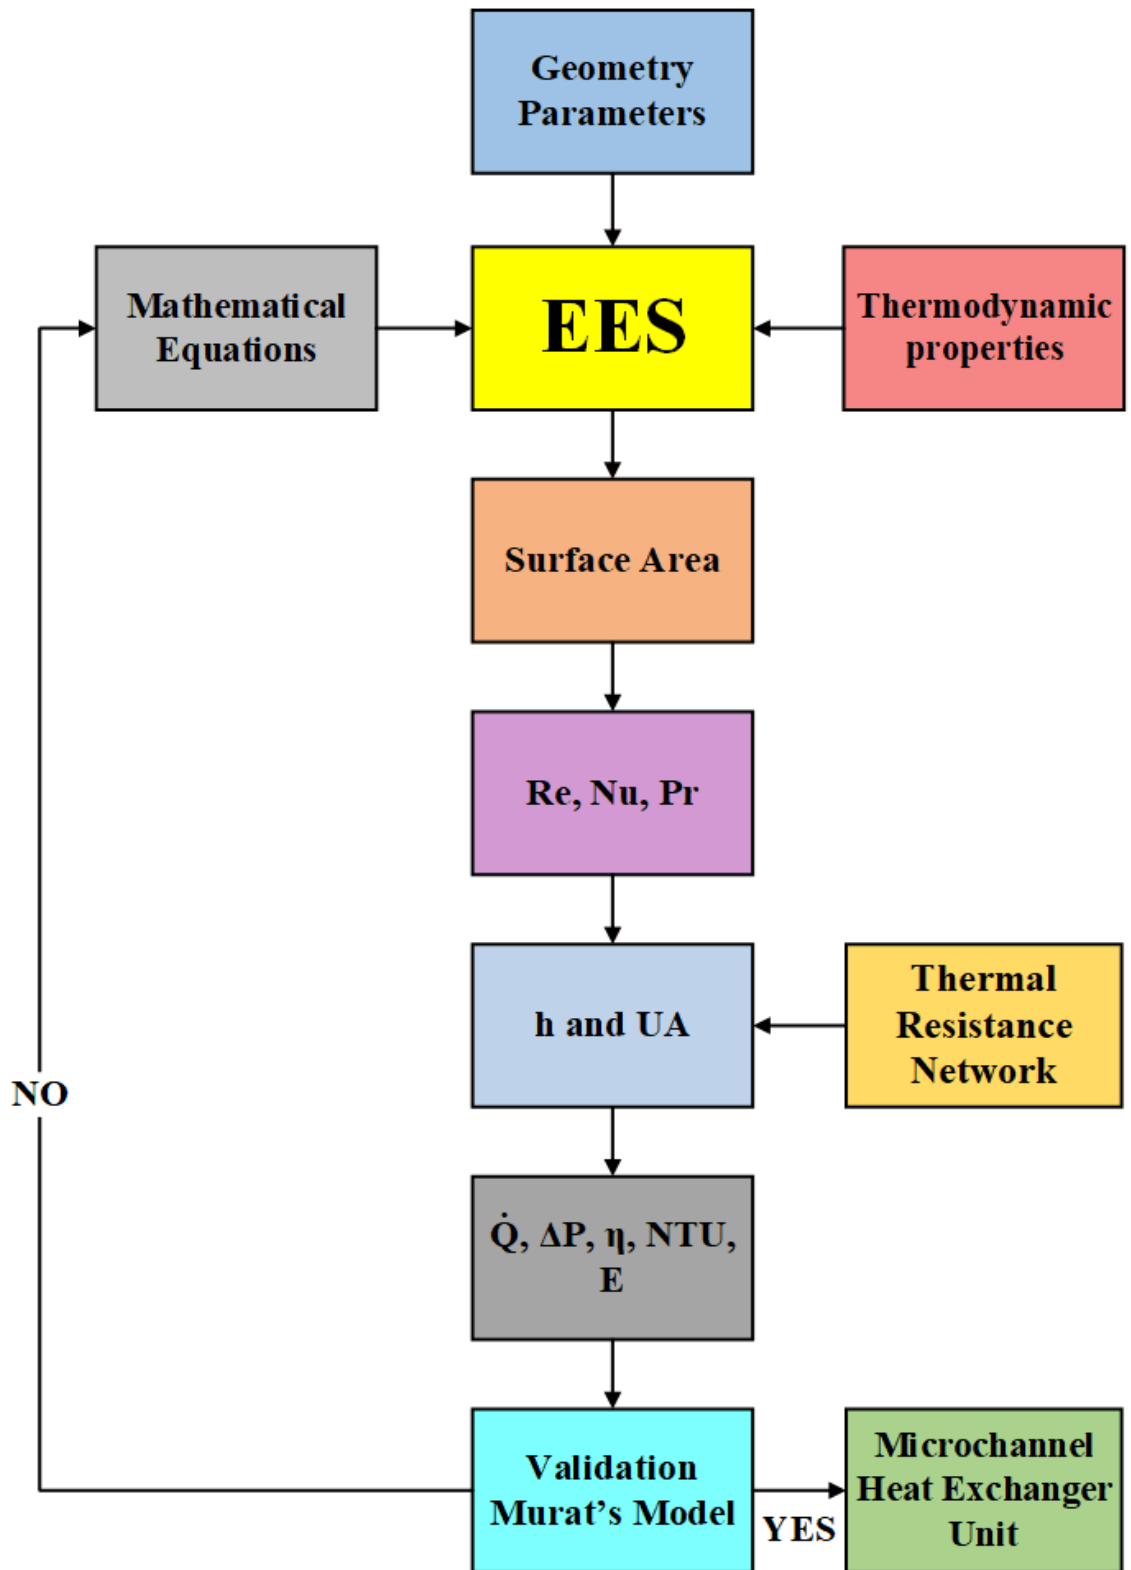 Geometry
Parameters
Mathematical
Equations
EES
Thermodynamic
properties
Surface Area
Re, Nu, Pr
h and UA
Thermal
Resistance
Network
NO
Q̇, ΔP, η, NTU,
E
Validation
Murat's Model
YES
Microchannel
Heat Exchanger
Unit